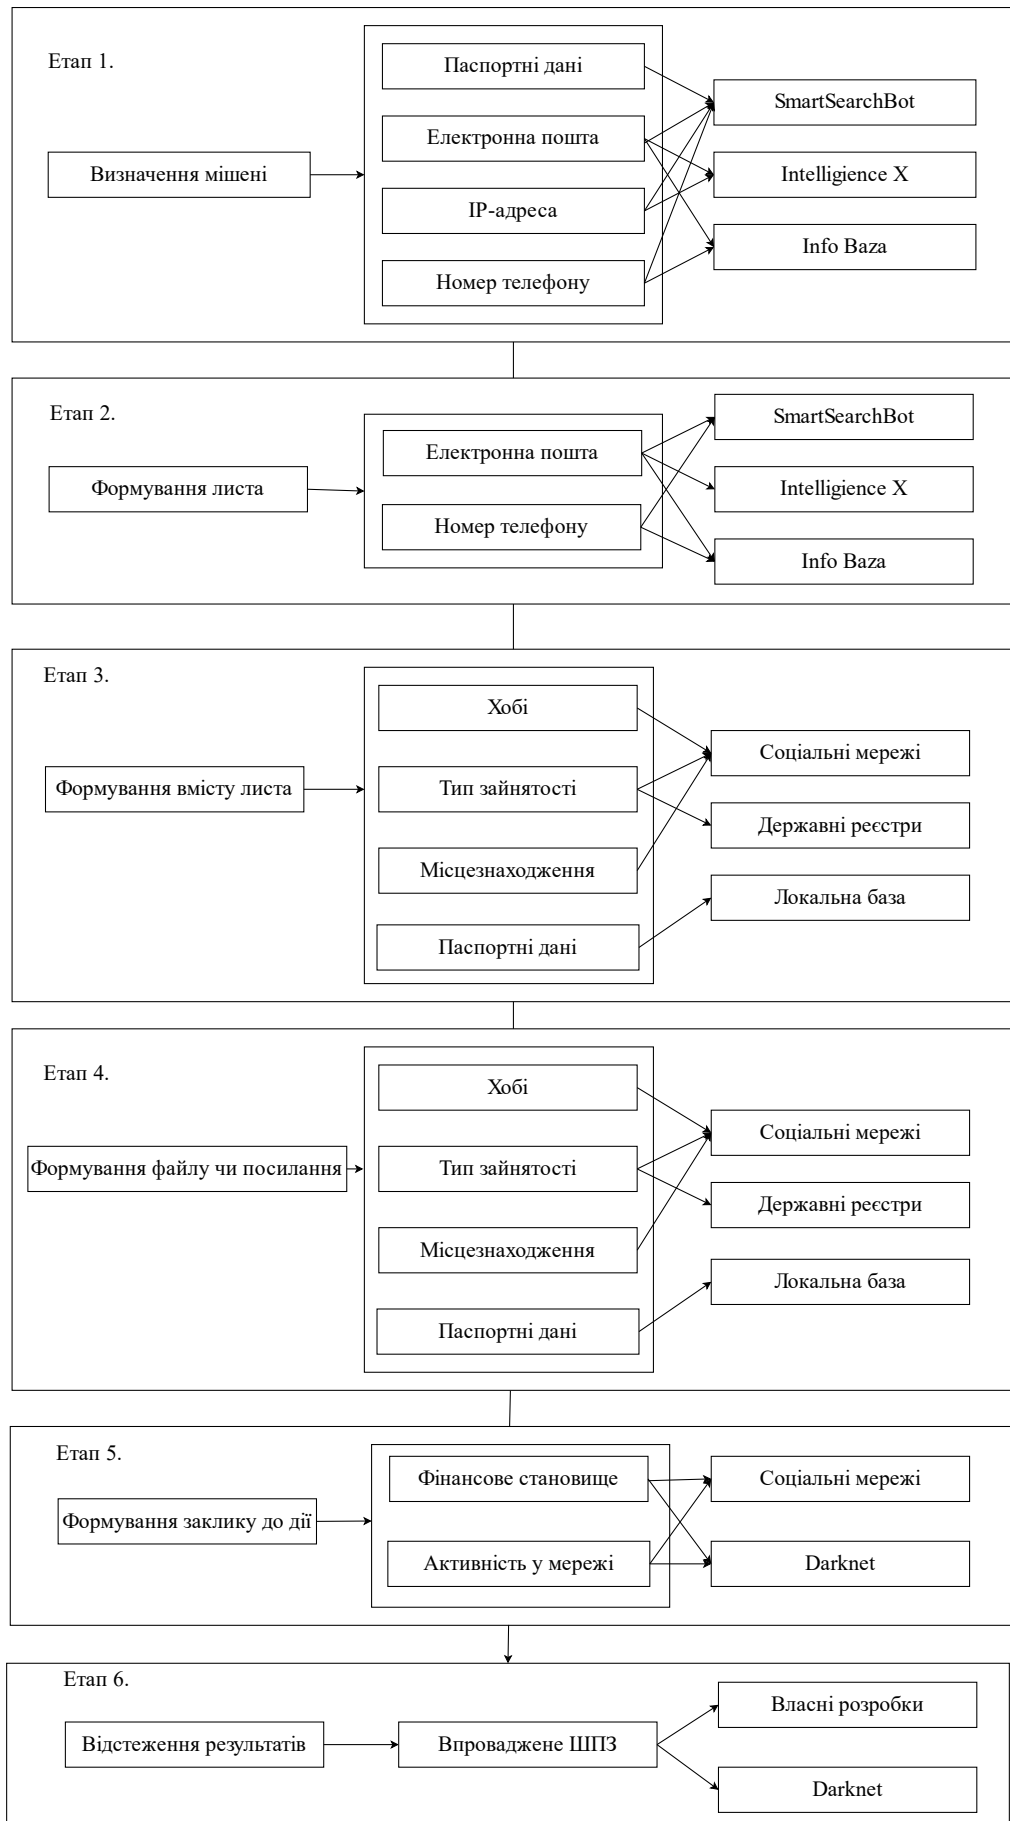 Етап 1.
Визначення мішені
Паспортні дані
Електронна пошта
IP-адреса
Номер телефону
SmartSearchBot
Intelligience X
Info Baza
Етап 2.
Формування листа
Електронна пошта
Номер телефону
SmartSearchBot
Intelligience X
Info Baza
Етап 3.
Формування вмісту листа
Хобі
Тип зайнятості
Місцезнаходження
Паспортні дані
Соціальні мережі
Державні реєстри
Локальна база
Етап 4.
Формування файлу чи посилання
Хобі
Тип зайнятості
Місцезнаходження
Паспортні дані
Соціальні мережі
Державні реєстри
Локальна база
Етап 5.
Формування заклику до дії
Фінансове становище
Активність у мережі
Соціальні мережі
Darknet
Етап 6.
Відстеження результатів
Впроваджене ШПЗ
Власні розробки
Darknet